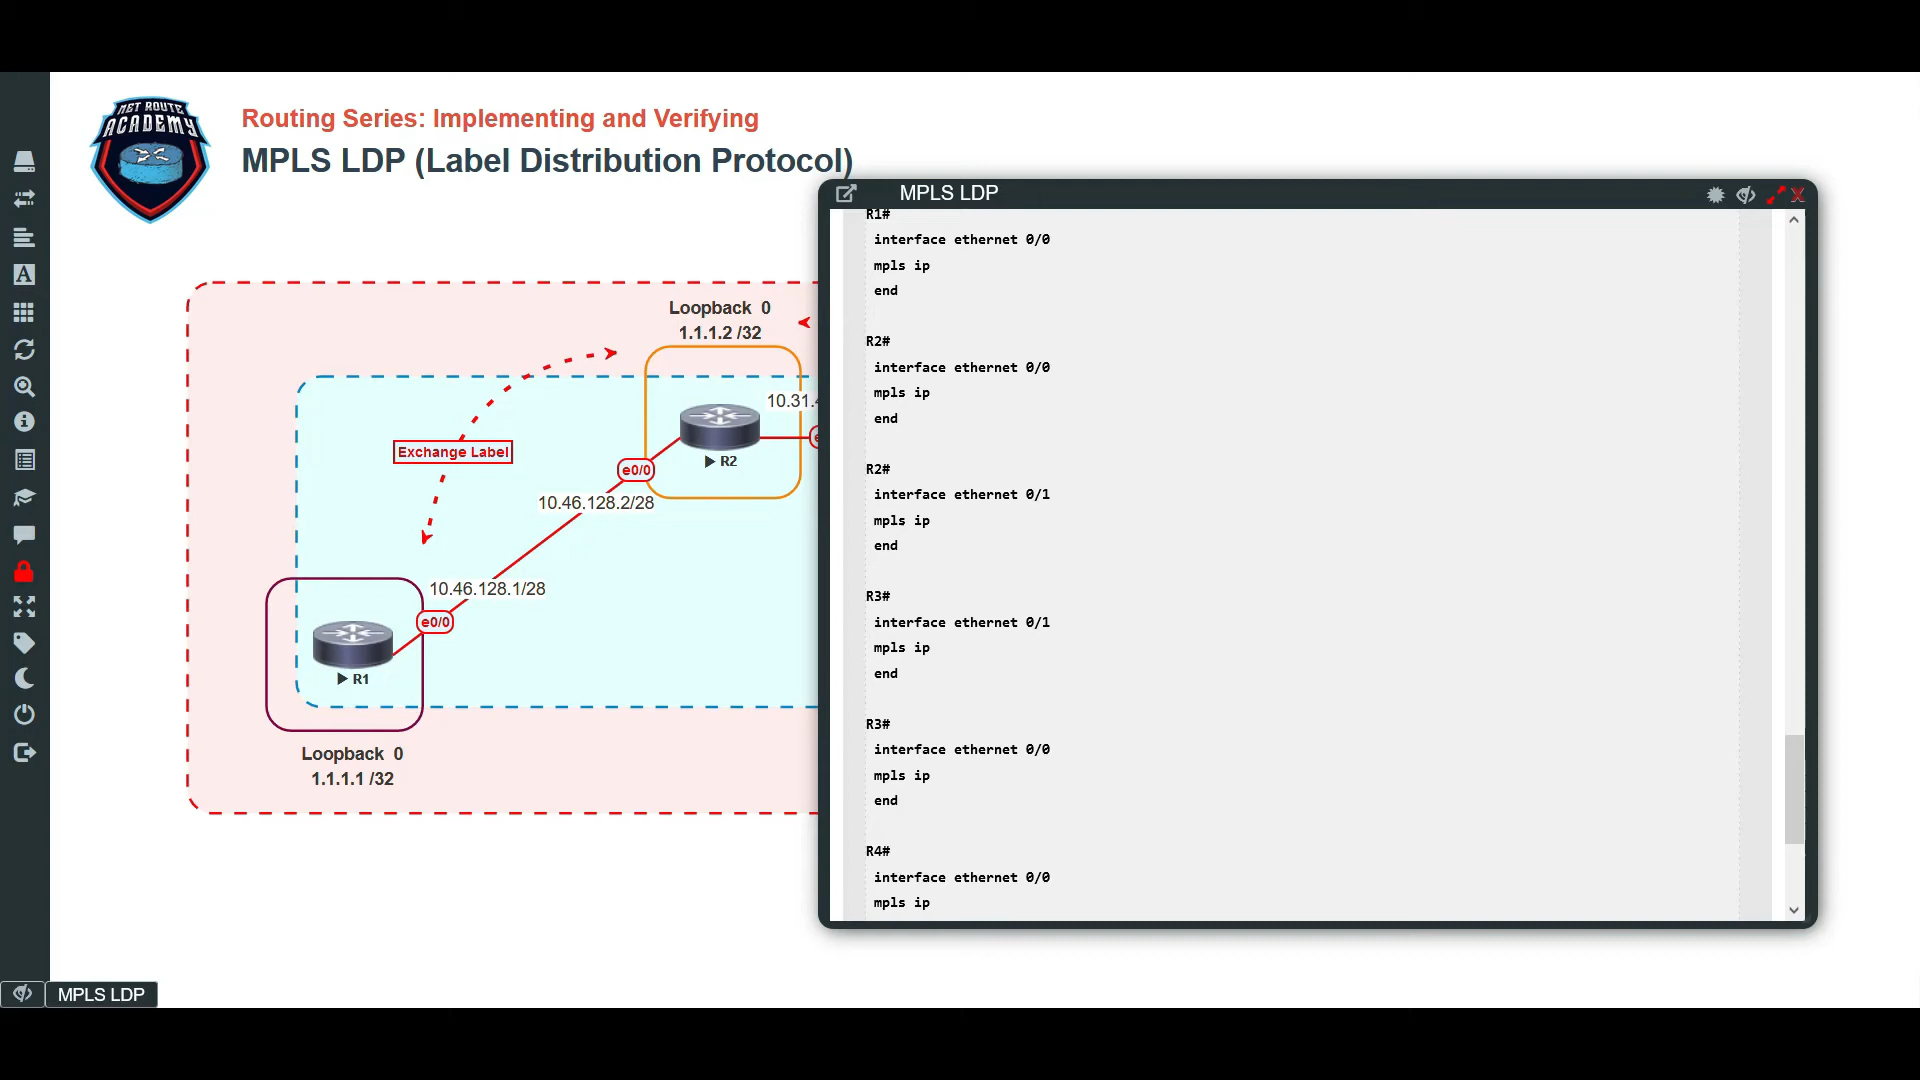 NET ROUTE
ACADEMY
Routing Series: Implementing and Verifying
MPLS LDP (Label Distribution Protocol)
Loopback 0
1.1.1.2 /32
10.31.
R2
Exchange Label
e0/0
10.46.128.2/28
10.46.128.1/28
e0/0
R1
Loopback 0
1.1.1.1 /32
MPLS LDP
R1#
interface ethernet 0/0
mpls ip
end
R2#
interface ethernet 0/0
mpls ip
end
R2#
interface ethernet 0/1
mpls ip
end
R3#
interface ethernet 0/1
mpls ip
end
R3#
interface ethernet 0/0
mpls ip
end
R4#
interface ethernet 0/0
mpls ip
MPLS LDP